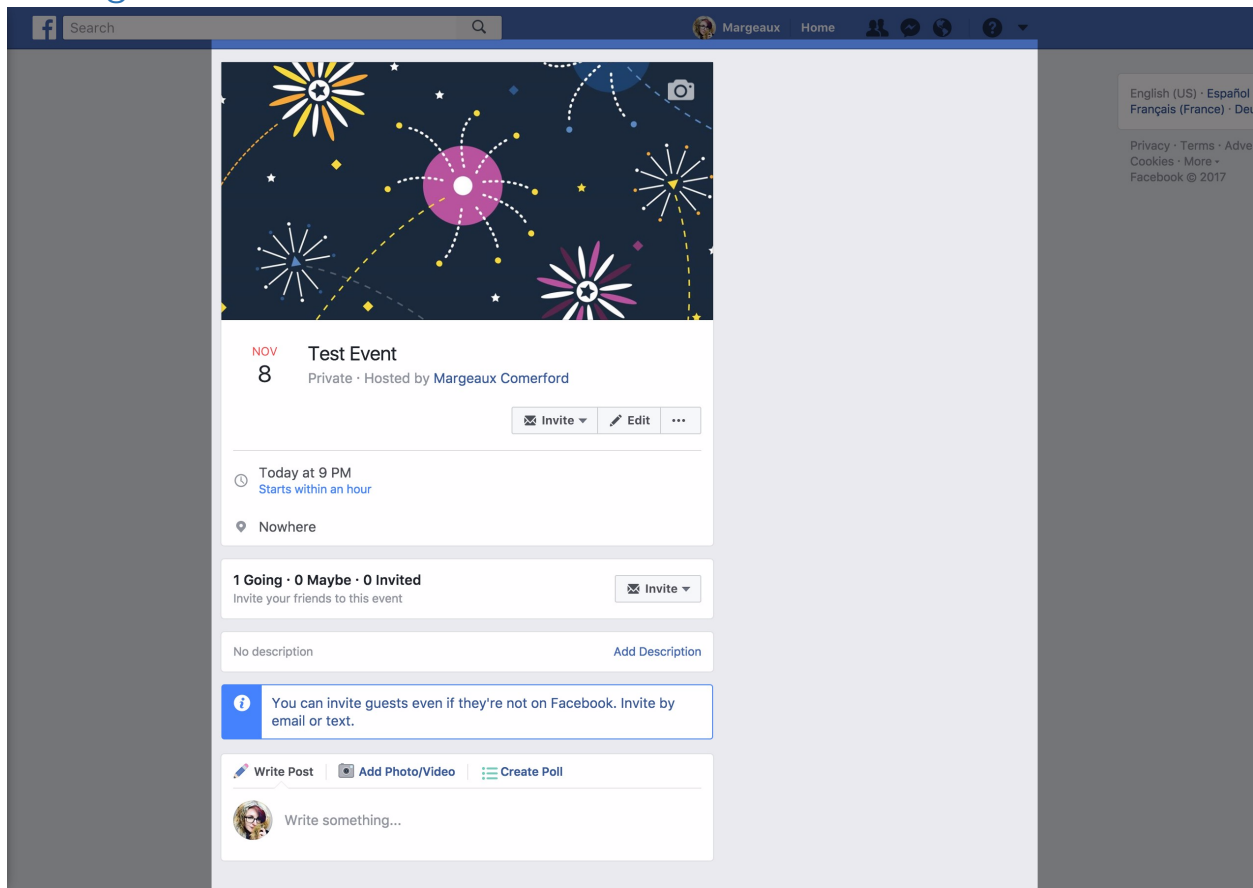 Search
Margeaux
Home
English (US) · Español
Français (France) ·
Privacy · Terms ·
Cookies · More
Facebook © 2017
NOV
8
Test Event
Private · Hosted by Margeaux Comerford
Invite
Edit
Today at 9 PM
Starts within an hour
Nowhere
1 Going · 0 Maybe · 0 Invited
Invite your friends to this event
Invite
No description
Add Description
You can invite guests even if they're not on Facebook. Invite by
email or text.
Write Post
Add Photo/Video
Create Poll
Write something...